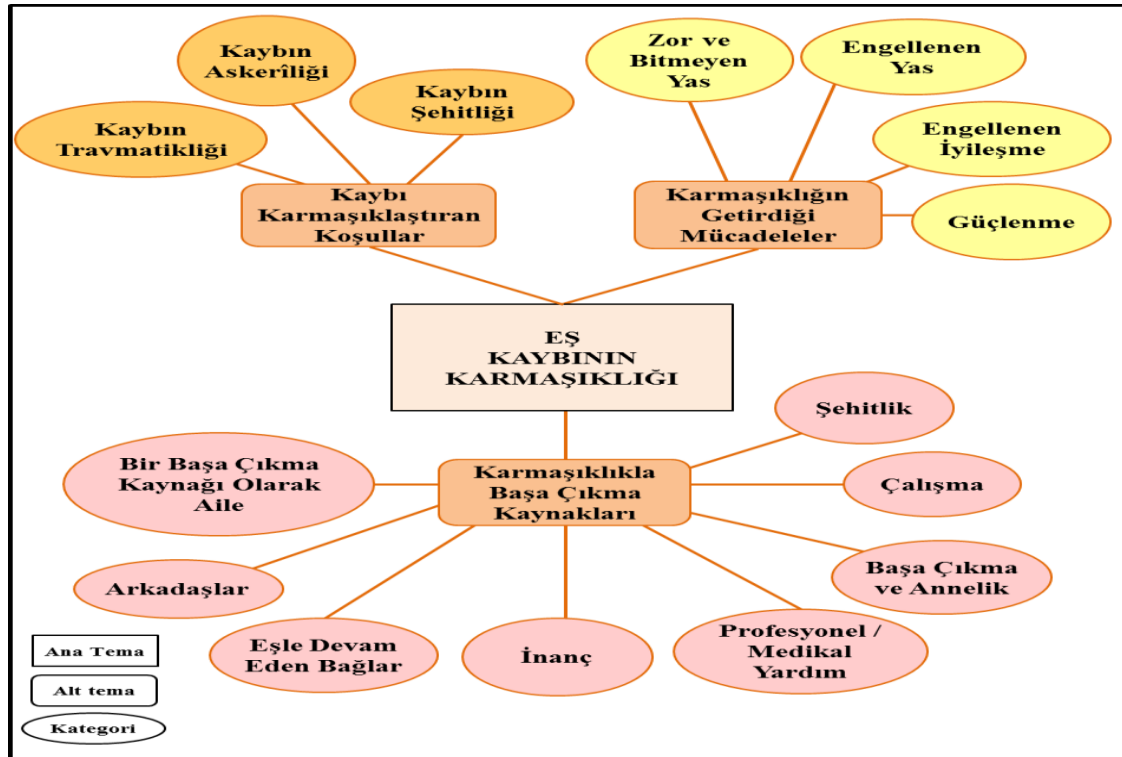 Kaybın
Askerîliği
Kaybın
Şehitliği
Kaybın
Travmatikliği
Kaybı
Karmaşıklaştıran
Koşullar
Zor ve
Bitmeyen
Yas
Engellenen
Yas
Engellenen
İyileşme
Güçlenme
Karmaşıklığın
Getirdiği
Mücadeleler
EŞ
KAYBININ
KARMAŞIKLIĞI
Karmaşıklıkla
Başa Çıkma
Kaynakları
Şehitlik
Çalışma
Başa Çıkma
ve Annelik
Profesyonel /
Medikal
Yardım
İnanç
Eşle Devam
Eden Bağlar
Arkadaşlar
Bir Başa Çıkma
Kaynağı Olarak
Aile
Ana Tema
Alt tema
Kategori